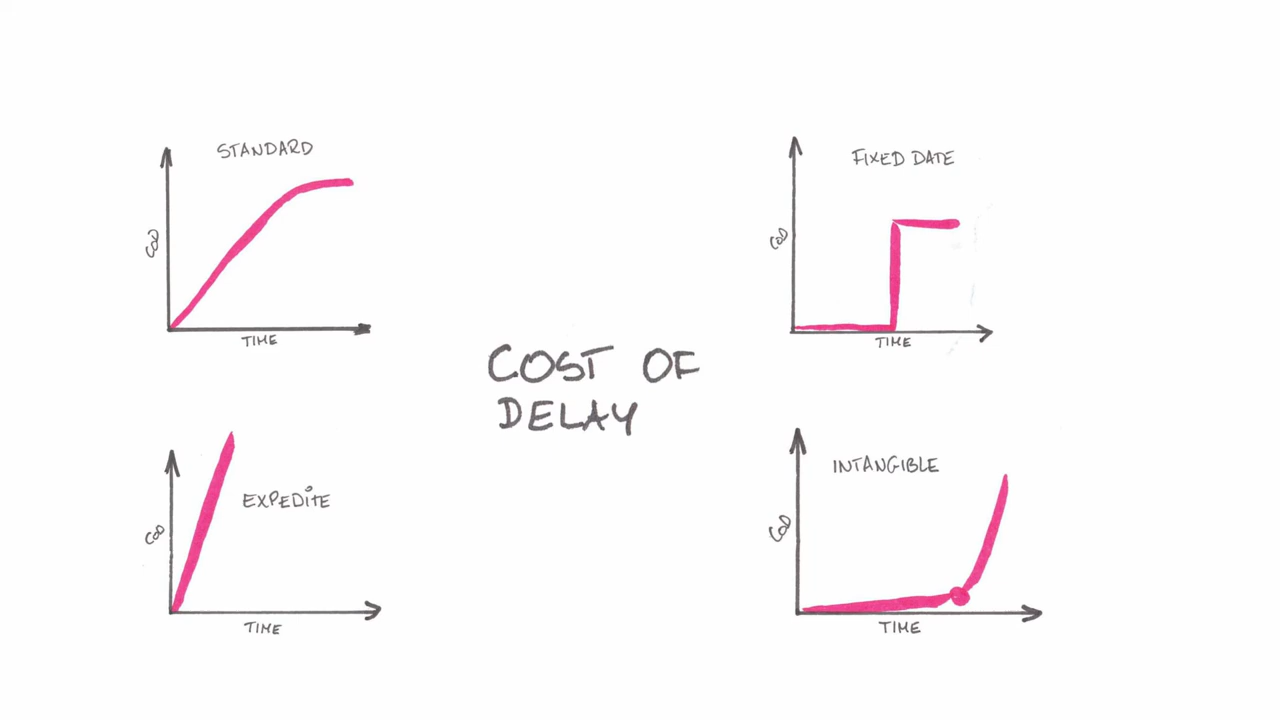 STANDARD
CoD
TIME
FIXED DATE
CoD
TIME
COST OF
DELAY
EXPEDITE
CoD
TIME
INTANGIBLE
CoD
TIME